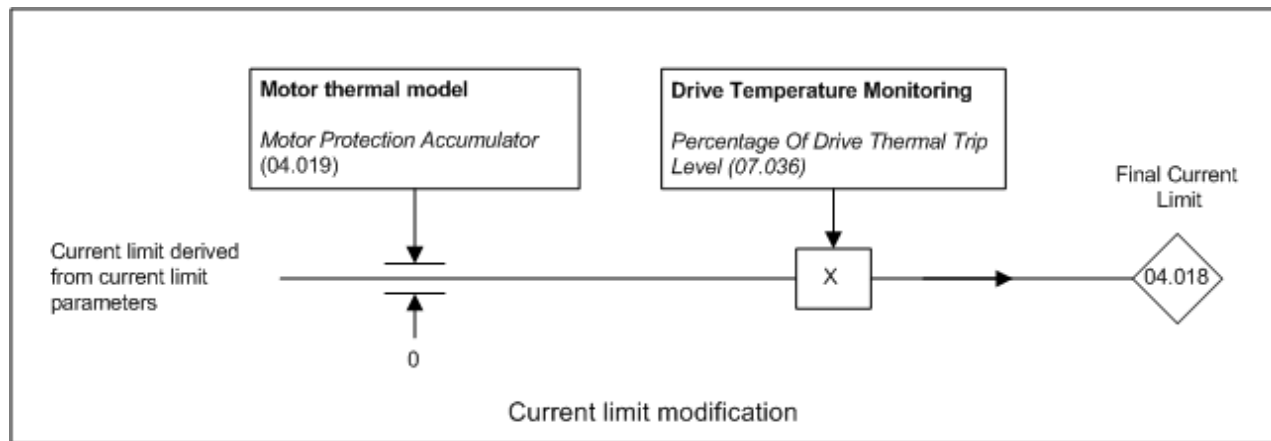 Motor thermal model
Motor Protection Accumulator
(04.019)
Drive Temperature Monitoring
Percentage Of Drive Thermal Trip
Level (07.036)
Final Current
Limit
Current limit derived
from current limit
parameters
X
04.018
0
Current limit modification